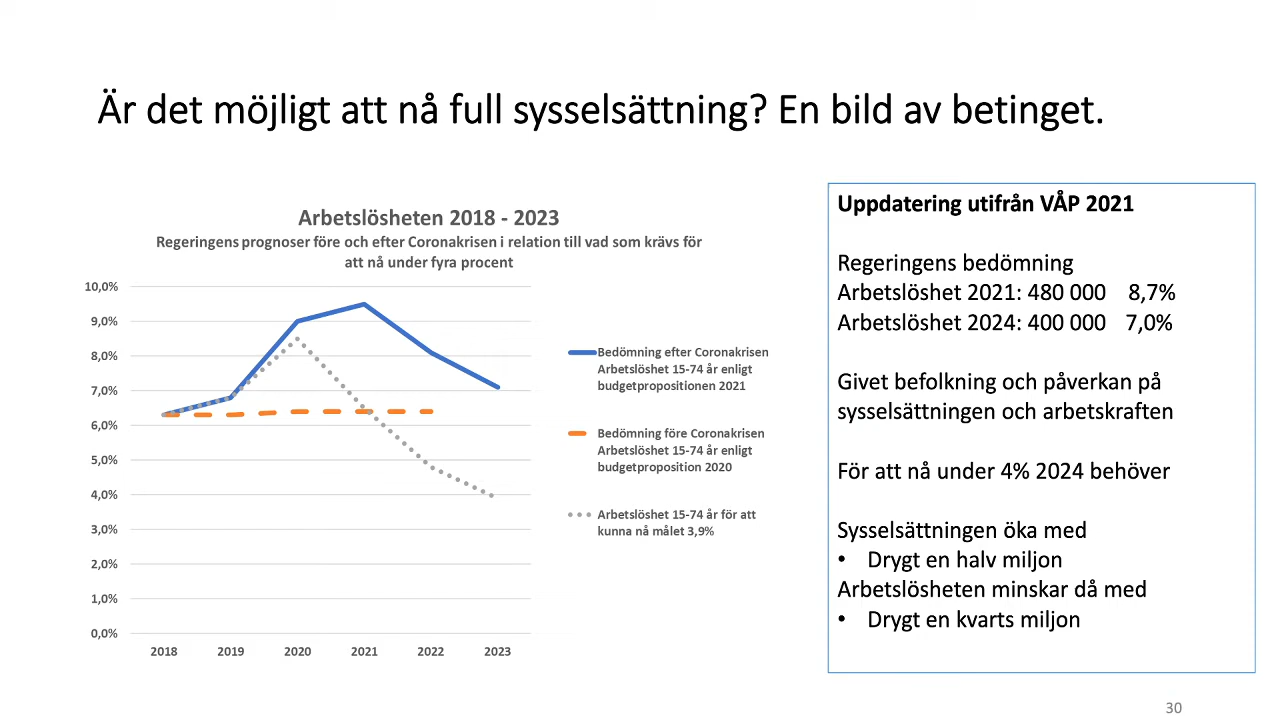 Är det möjligt att nå full sysselsättning? En bild av betinget.
Arbetslösheten 2018 - 2023
Regeringens prognoser före och efter Coronakrisen i relation till vad som krävs för
att nå under fyra procent
10,0%
9,0%
8,0%
7,0%
6,0%
5,0%
4,0%
3,0%
2,0%
1,0%
0,0%
2018 2019 2020 2021 2022 2023
Bedömning efter Coronakrisen
Arbetslöshet 15-74 år enligt
budgetpropositionen 2021
Bedömning före Coronakrisen
Arbetslöshet 15-74 år enligt
budgetproposition 2020
Arbetslöshet 15-74 år för att
kunna nå målet 3,9%
Uppdatering utifrån VÅP 2021
Regeringens bedömning
Arbetslöshet 2021: 480 000 8,7%
Arbetslöshet 2024: 400 000 7,0%
Givet befolkning och påverkan på
sysselsättningen och arbetskraften
För att nå under 4% 2024 behöver
Sysselsättningen öka med
• Drygt en halv miljon
Arbetslösheten minskar då med
• Drygt en kvarts miljon
30